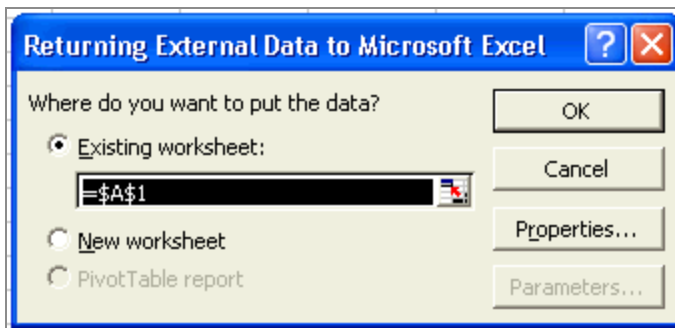 Returning External Data to Microsoft Excel
?
Where do you want to put the data?
OK
Existing worksheet:
Cancel
=$A$1
New worksheet
Properties...
PivotTable report
Parameters...